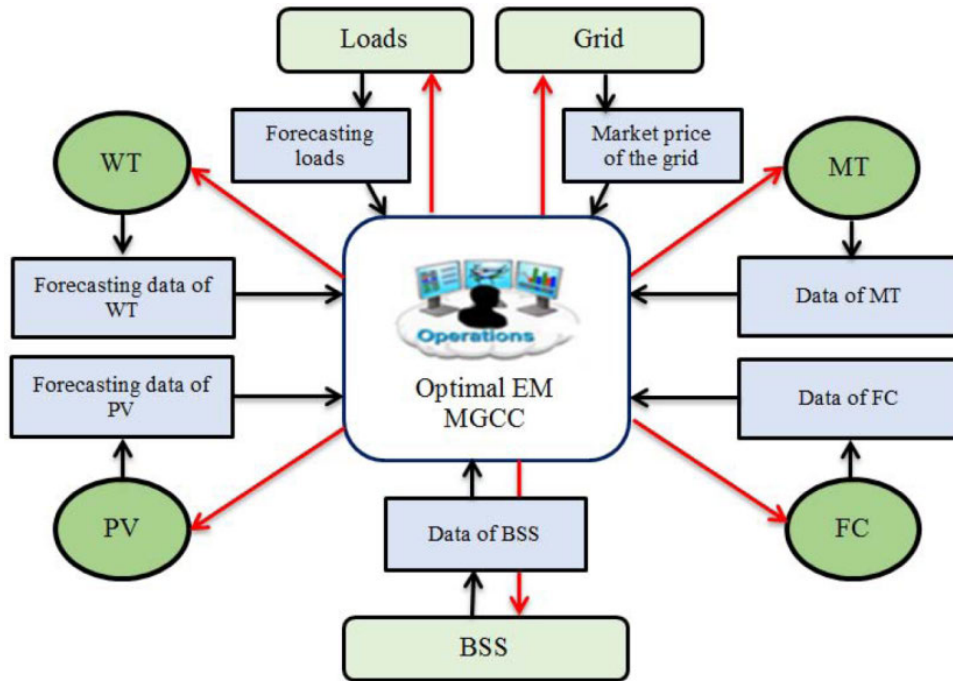 Loads
Grid
Forecasting
loads
Market price
of the grid
WT
MT
Forecasting data of
WT
Data of MT
Operations
Forecasting data of
PV
Data of FC
Optimal EM
MGCC
PV
Data of BSS
FC
BSS